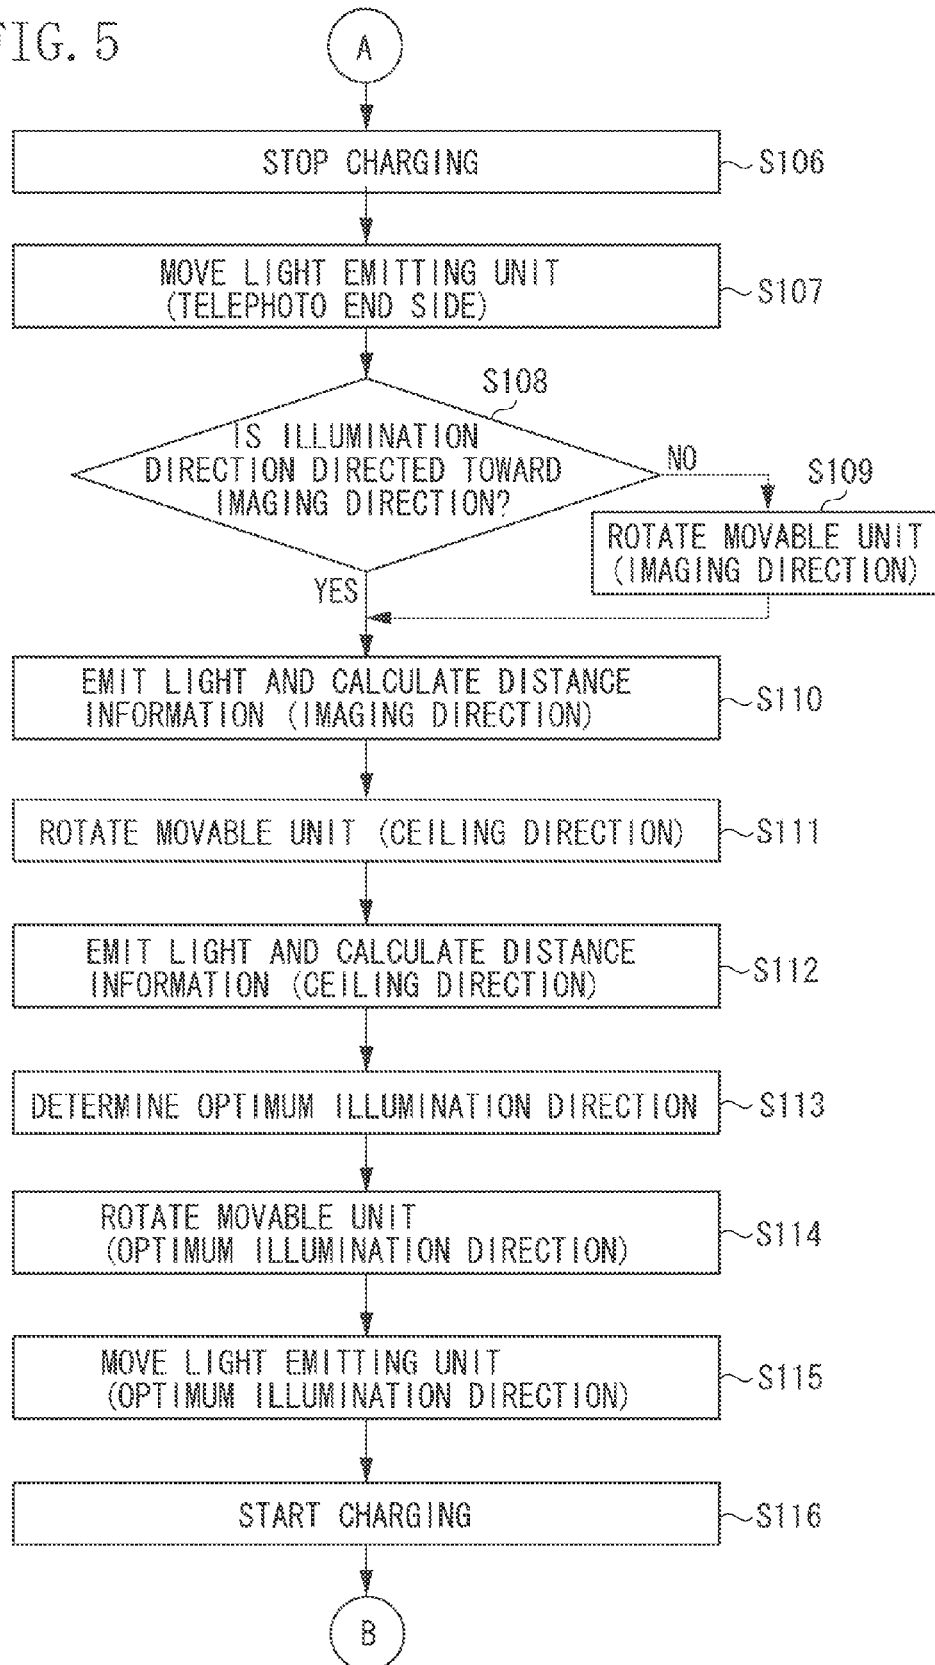 FIG. 5
A
STOP CHARGING
S106
MOVE LIGHT EMITTING UNIT
(TELEPHOTO END SIDE)
S107
S108
IS ILLUMINATION
DIRECTION DIRECTED TOWARD
IMAGING DIRECTION?
NO
S109
ROTATE MOVABLE UNIT
(IMAGING DIRECTION)
YES
EMIT LIGHT AND CALCULATE DISTANCE
INFORMATION (IMAGING DIRECTION)
S110
ROTATE MOVABLE UNIT (CEILING DIRECTION)
S111
EMIT LIGHT AND CALCULATE DISTANCE
INFORMATION (CEILING DIRECTION)
S112
DETERMINE OPTIMUM ILLUMINATION DIRECTION
S113
ROTATE MOVABLE UNIT
(OPTIMUM ILLUMINATION DIRECTION)
S114
MOVE LIGHT EMITTING UNIT
(OPTIMUM ILLUMINATION DIRECTION)
S115
START CHARGING
S116
B